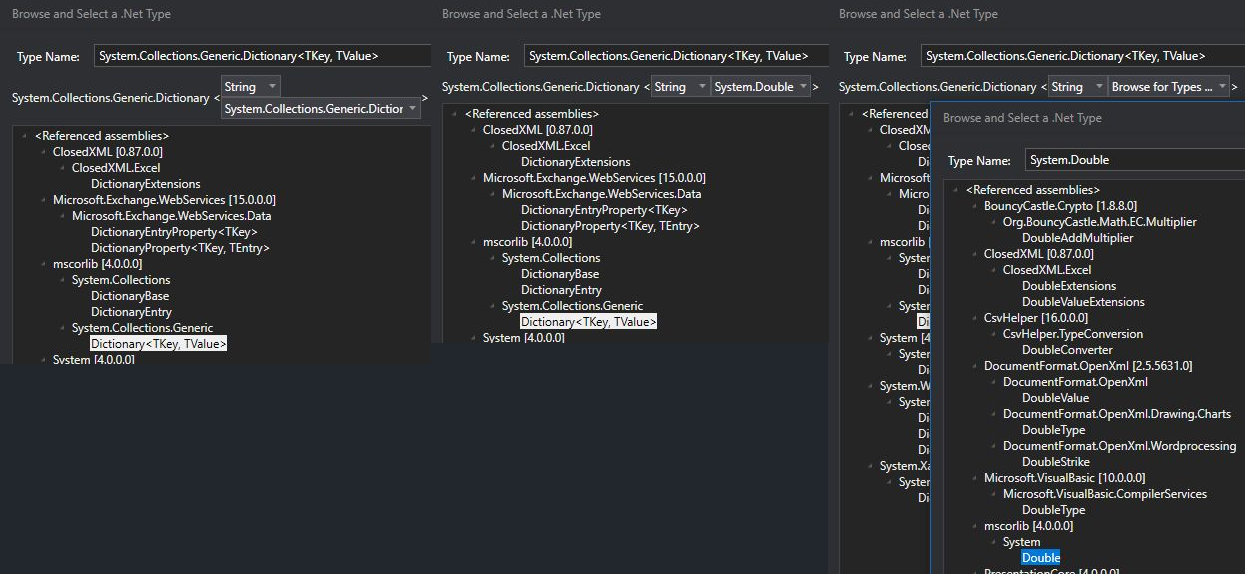 Browse and Select a .Net Type
Type Name: System.Collections.Generic.Dictionary<TKey, TValue>
String
System.Collections.Generic.Dictionary < >
System.Collections.Generic.Dictior
<Referenced assemblies>
ClosedXML [0.87.0.0]
ClosedXML.Excel
DictionaryExtensions
Microsoft.Exchange.WebServices [15.0.0.0]
Microsoft.Exchange.WebServices.Data
DictionaryEntryProperty<TKey>
DictionaryProperty<TKey, TEntry>
mscorlib [4.0.0.0]
System.Collections
DictionaryBase
DictionaryEntry
System.Collections.Generic
Dictionary<TKey, TValue>
System [4.0.0.0]
Browse and Select a .Net Type
Type Name: System.Collections.Generic.Dictionary<TKey, TValue>
System.Collections.Generic.Dictionary < String System.Double >
<Referenced assemblies>
ClosedXML [0.87.0.0]
ClosedXML.Excel
DictionaryExtensions
Microsoft.Exchange.WebServices [15.0.0.0]
Microsoft.Exchange.WebServices.Data
DictionaryEntryProperty<TKey>
DictionaryProperty<TKey, TEntry>
mscorlib [4.0.0.0]
System.Collections
DictionaryBase
DictionaryEntry
System.Collections.Generic
Dictionary<TKey, TValue>
System [4.0.0.0]
Browse and Select a .Net Type
Type Name: System.Collections.Generic.Dictionary<TKey, TValue>
System.Collections.Generic.Dictionary < String Browse for Types ... >
<Referenced
ClosedXM
Closed
Di
Microsoft
Micros
Di
Di
mscorlib [
System
Di
Di
System
Di
System [4
System
Di
System.W
System
Di
Di
Di
System.Xa
System
Di
Browse and Select a .Net Type
Type Name: System.Double
<Referenced assemblies>
BouncyCastle.Crypto [1.8.8.0]
Org.BouncyCastle.Math.EC.Multiplier
DoubleAddMultiplier
ClosedXML [0.87.0.0]
ClosedXML.Excel
DoubleExtensions
DoubleValueExtensions
CsvHelper [16.0.0.0]
CsvHelper.TypeConversion
DoubleConverter
DocumentFormat.OpenXml [2.5.5631.0]
DocumentFormat.OpenXml
DoubleValue
DocumentFormat.OpenXml.Drawing.Charts
DoubleType
DocumentFormat.OpenXml.Wordprocessing
DoubleStrike
Microsoft.VisualBasic [10.0.0.0]
Microsoft.VisualBasic.CompilerServices
DoubleType
mscorlib [4.0.0.0]
System
Double
PresentationCore [4.0.0.0]